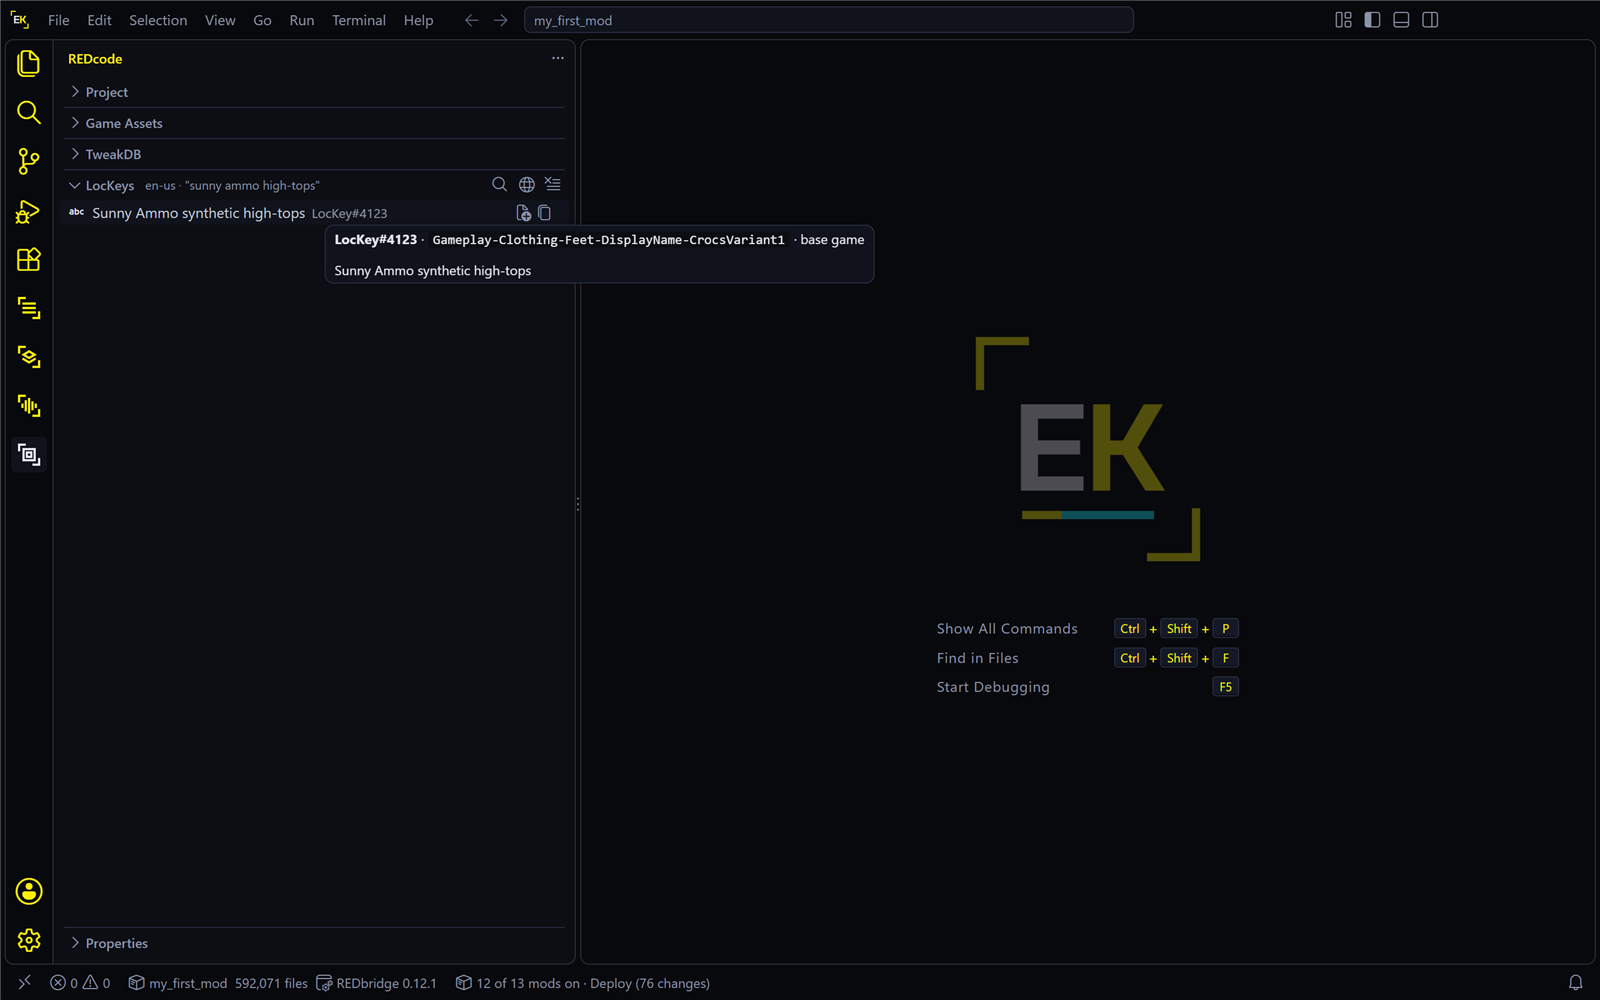 EK File Edit Selection View Go Run Terminal Help my_first_mod
REDcode
Project
Game Assets
TweakDB
LocKeys en-us · "sunny ammo high-tops"
abc Sunny Ammo synthetic high-tops LocKey#4123
LocKey#4123 · Gameplay-Clothing-Feet-DisplayName-CrocsVariant1 · base game
Sunny Ammo synthetic high-tops
EK
Show All Commands Ctrl + Shift + P
Find in Files Ctrl + Shift + F
Start Debugging F5
Properties
0 0 my_first_mod 592,071 files REDbridge 0.12.1 12 of 13 mods on · Deploy (76 changes)